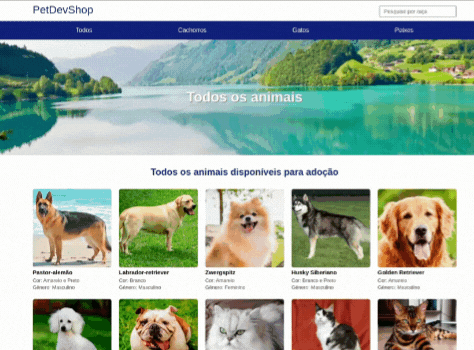 PetDevShop
Pesquise por raça
Todos Cachorros Gatos Peixes
Todos os animais
Todos os animais disponíveis para adoção
Pastor-alemão
Cor: Amarelo e Preto
Gênero: Masculino
Labrador-retriever
Cor: Branco
Gênero: Masculino
Zwergspitz
Cor: Amarelo
Gênero: Feminino
Husky Siberiano
Cor: Branco e Preto
Gênero: Masculino
Golden Retriever
Cor: Amarelo
Gênero: Masculino